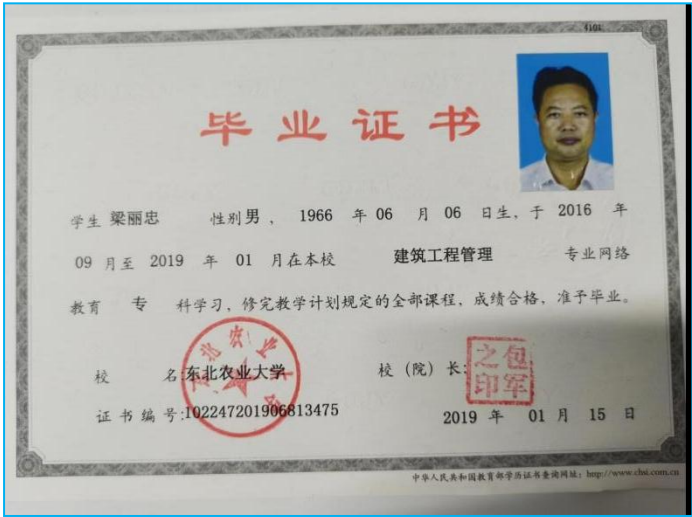 4101
毕业证书
学生 梁丽忠 性别 男 , 1966 年 06 月 06 日生, 于 2016 年
09 月至 2019 年 01 月在本校 建筑工程管理 专业网络
教育 专 科学习, 修完教学计划规定的全部课程, 成绩合格, 准予毕业。
校 名:东北农业大学
校 (院) 长:
包军之印
证书编号:102247201906813475
2019 年 01 月 15 日
中华人民共和国教育部学历证书查询网址: http://www.chsi.com.cn